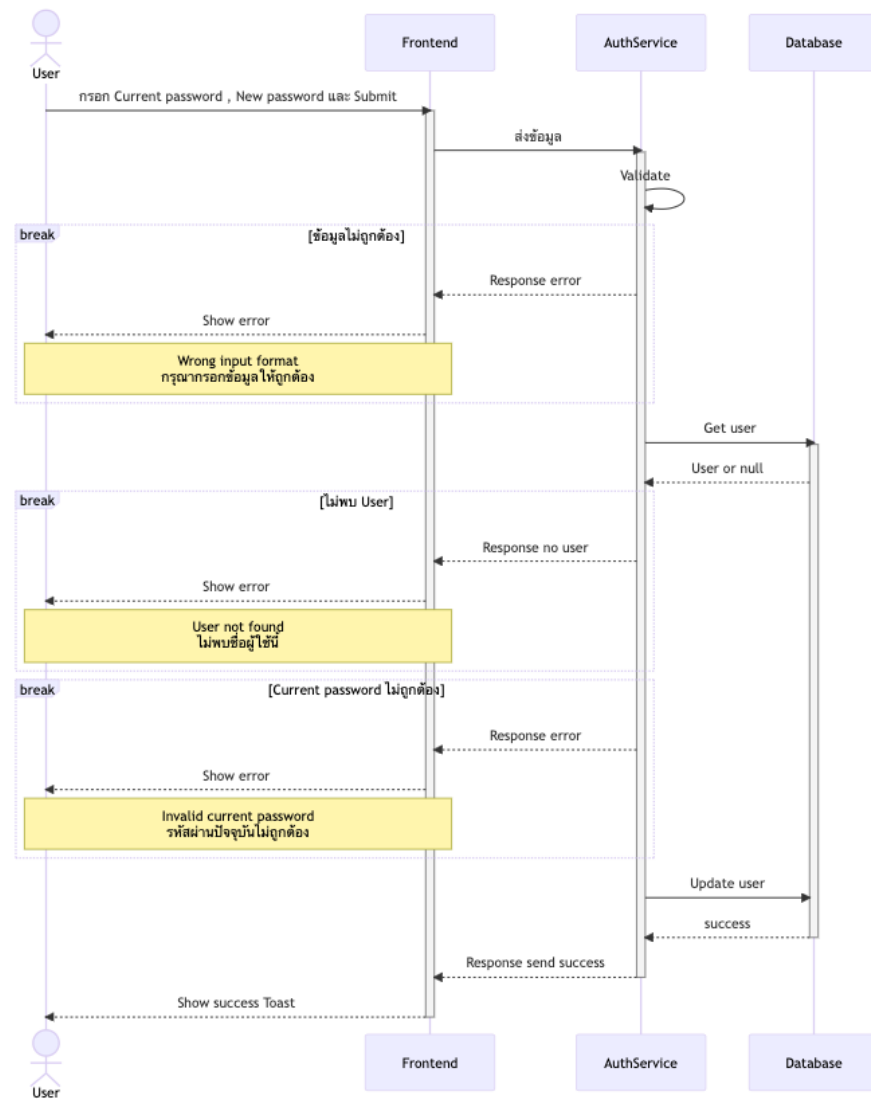 User
Frontend
AuthService
Database
กรอก Current password , New password และ Submit
ส่งข้อมูล
Validate
break
[ข้อมูลไม่ถูกต้อง]
Response error
Show error
Wrong input format
กรุณากรอกข้อมูลให้ถูกต้อง
Get user
User or null
break
[ไม่พบ User]
Response no user
Show error
User not found
ไม่พบชื่อผู้ใช้นี้
break
[Current password ไม่ถูกต้อง]
Response error
Show error
Invalid current password
รหัสผ่านปัจจุบันไม่ถูกต้อง
Update user
success
Response send success
Show success Toast
User
Frontend
AuthService
Database